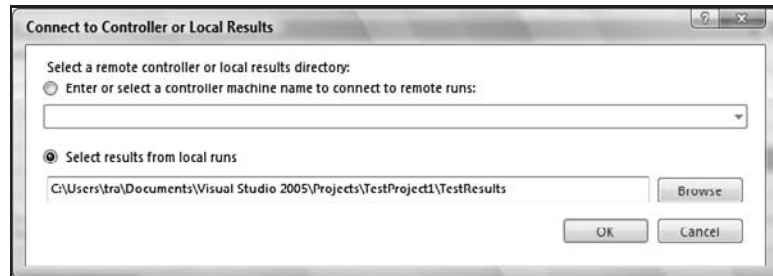 Connect to Controller or Local Results
Select a remote controller or local results directory:
Enter or select a controller machine name to connect to remote runs:
Select results from local runs
C:\Users\tra\Documents\Visual Studio 2005\Projects\TestProject1\TestResults
Browse
OK
Cancel